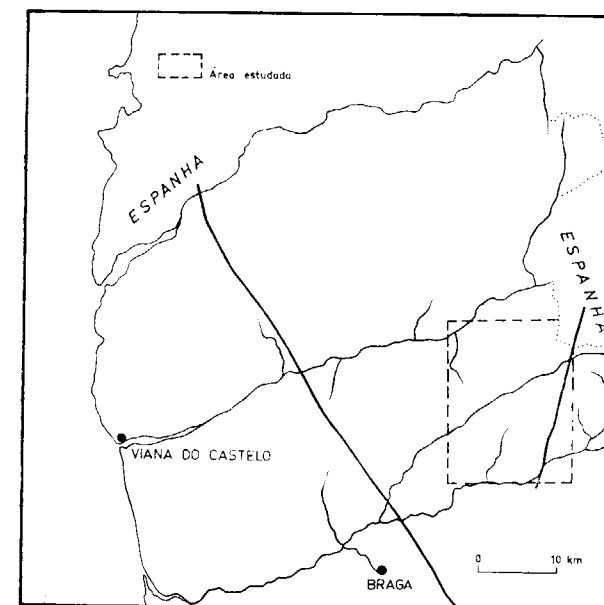 Área estudada
ESPANHA
ESPANHA
VIANA DO CASTELO
0 10 km
BRAGA